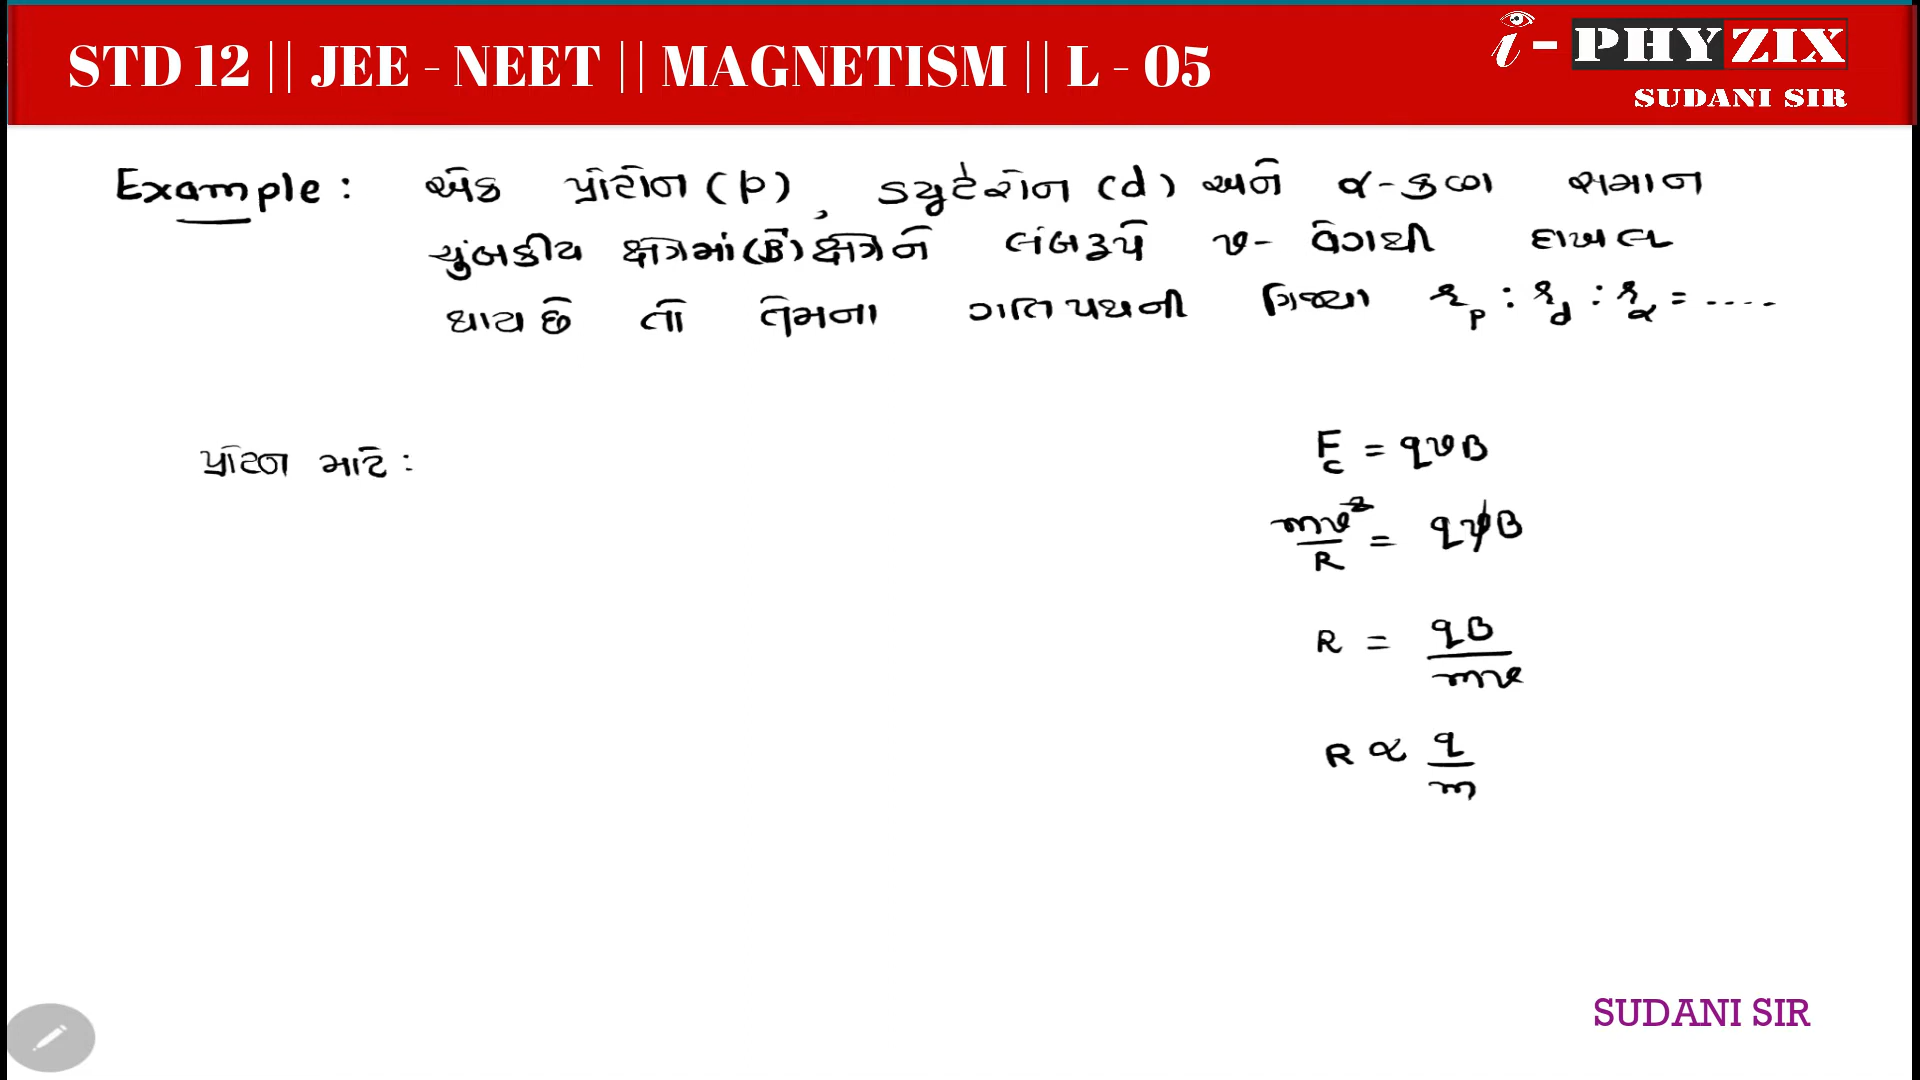 STD 12 || JEE - NEET || MAGNETISM || L - 05
i-PHYZIX
SUDANI SIR
Example : એક પ્રોટોન (p), ડ્યુટેરોન (d) અને α-કણ સમાન
ચુંબકીય ક્ષેત્રમાં (B⃗) ક્ષેત્રને લંબરૂપે v- વેગથી દાખલ
થાય છે તો તેમના ગતિપથની ત્રિજ્યા r_p : r_d : r_α = ....
પ્રોટોન માટે :
F_c = qvB
mv²/R = qvB
R = qB/mv
R ∝ q/m
SUDANI SIR